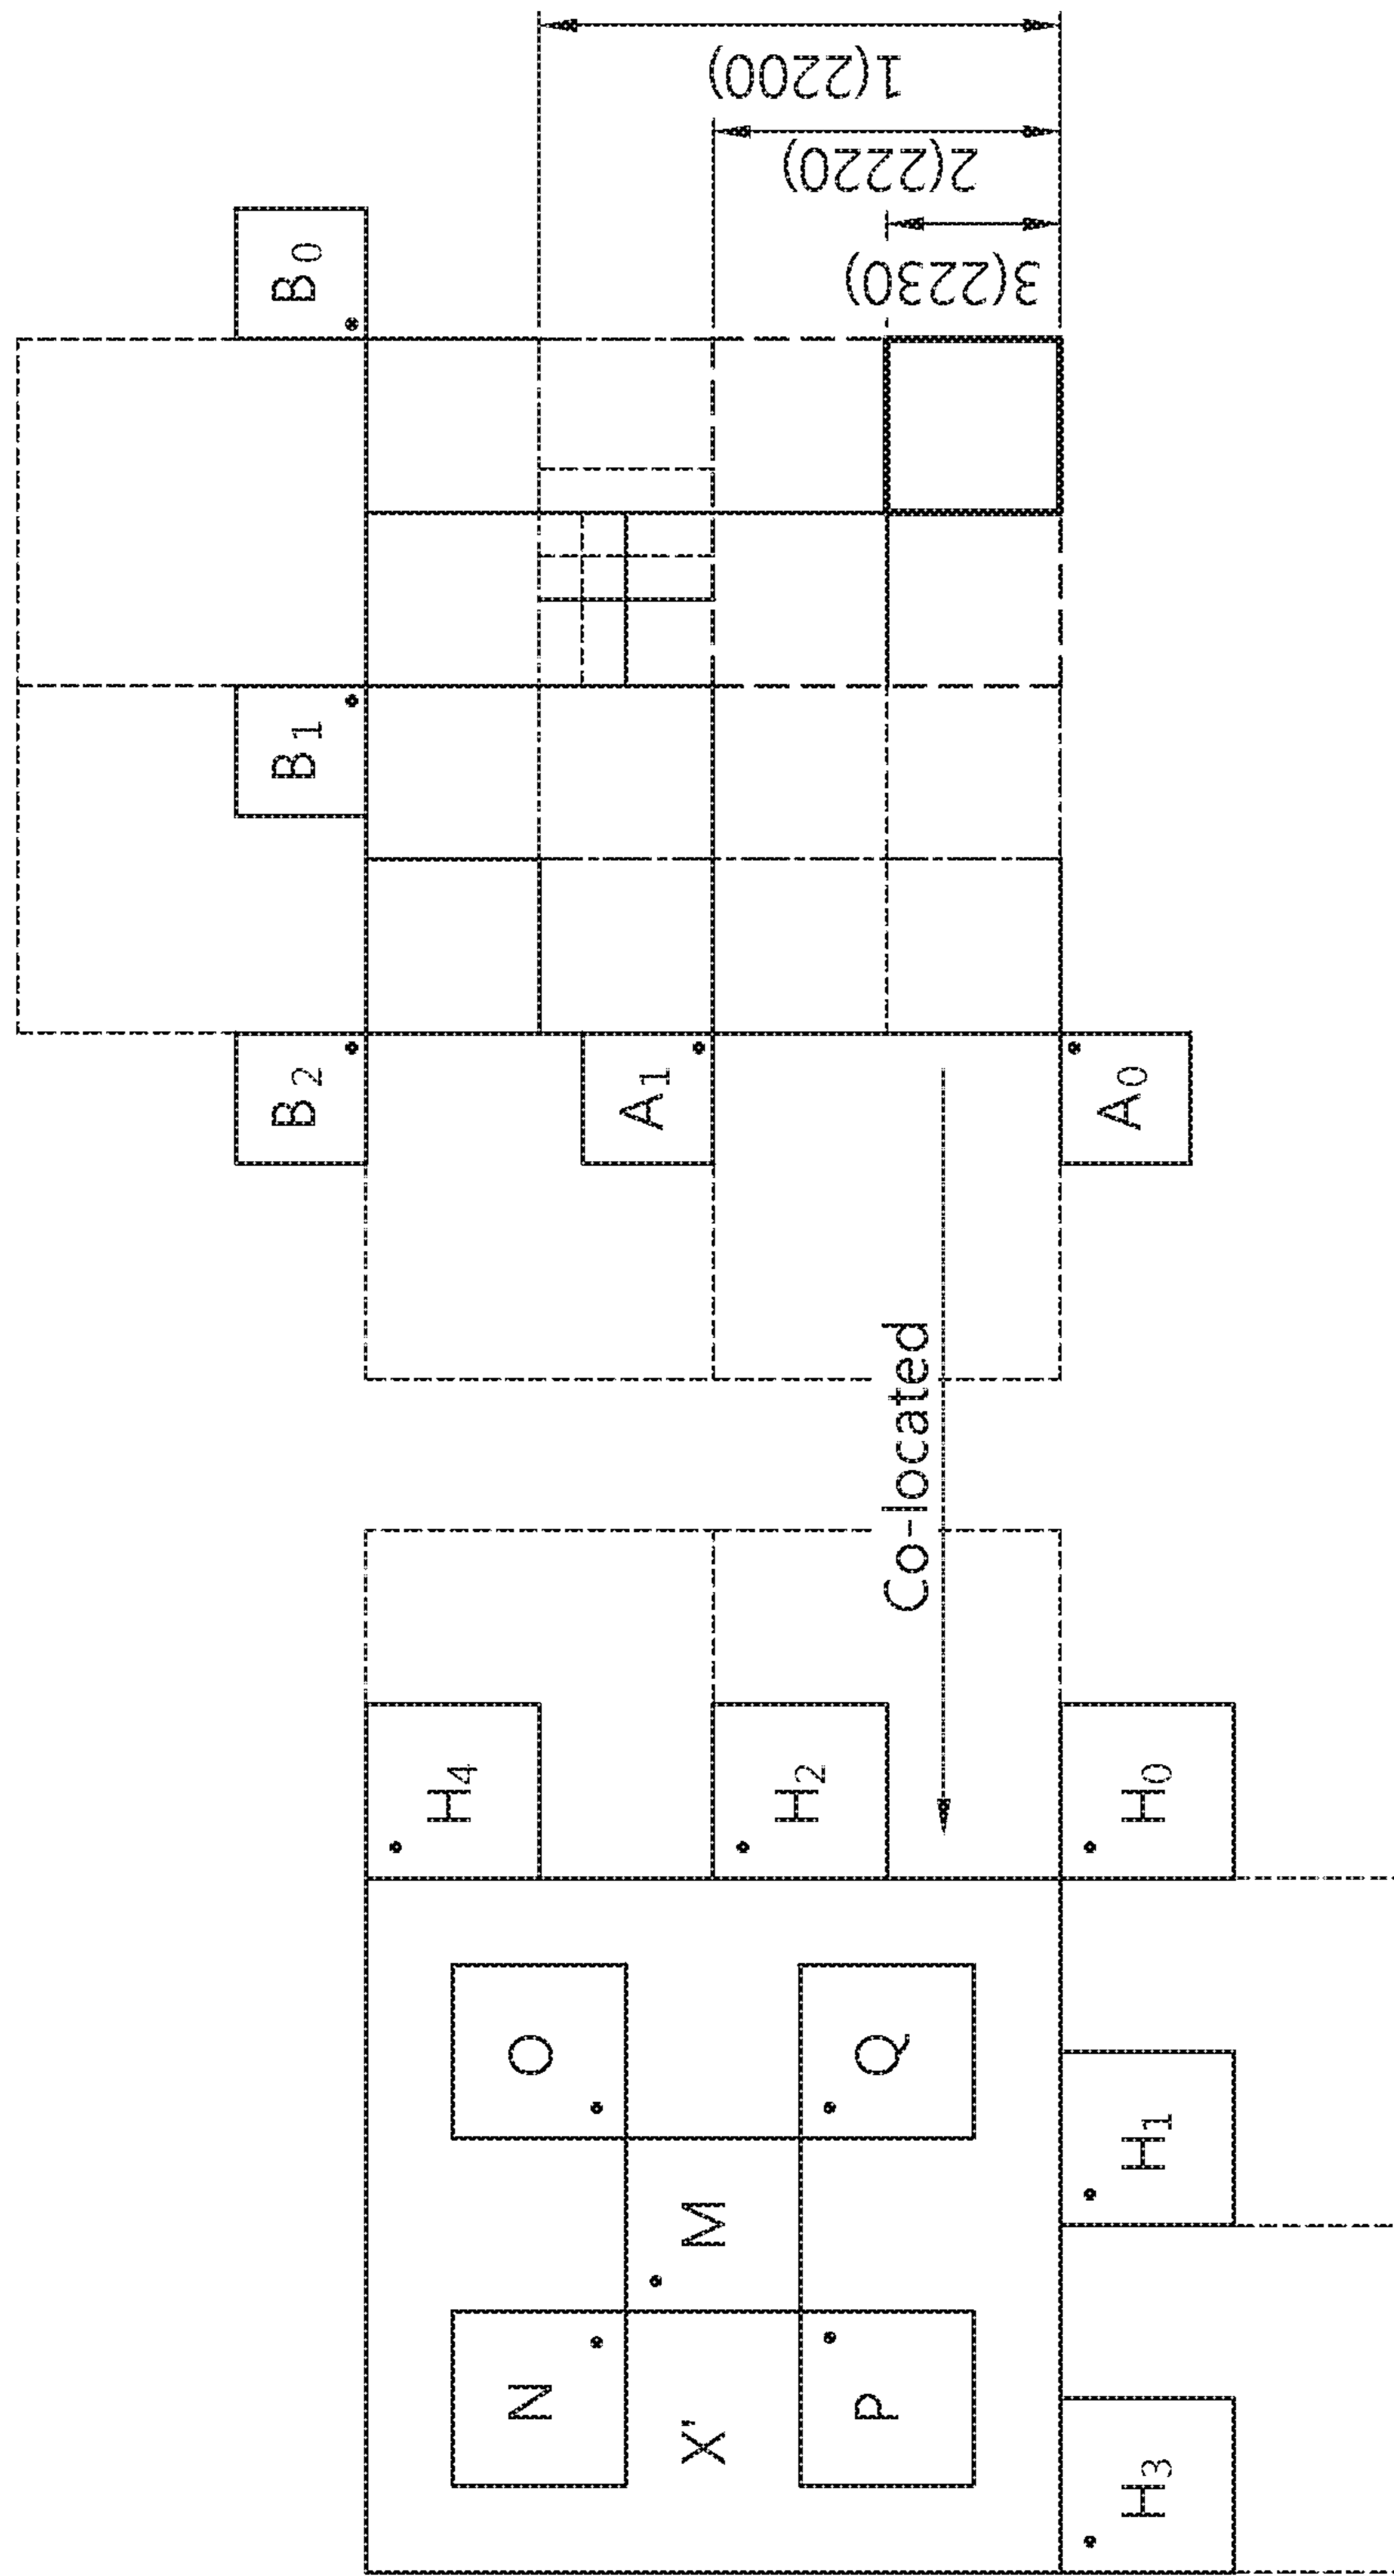 B2
B1
B0
H4
N
O
A1
X'
M
H2
P
Q
Co-located
3(2230)
2(2220)
1(2200)
H3
H1
H0
A0